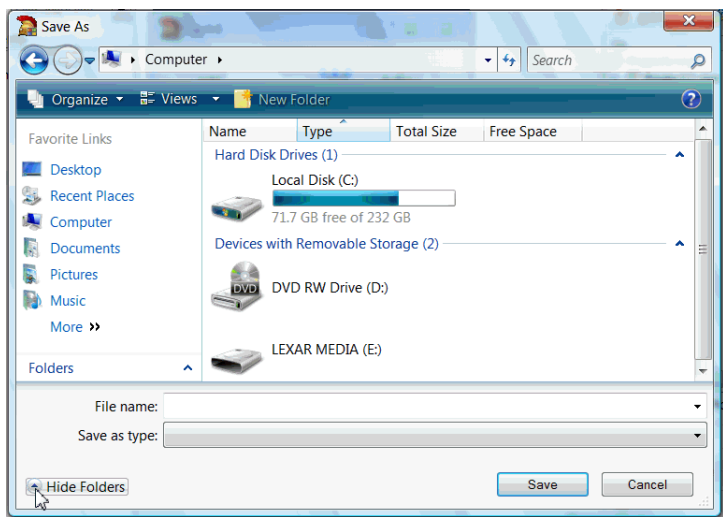 Save As
Computer
Search
Organize Views New Folder
Favorite Links
Desktop
Recent Places
Computer
Documents
Pictures
Music
More
Folders
Name Type Total Size Free Space
Hard Disk Drives (1)
Local Disk (C:)
71.7 GB free of 232 GB
Devices with Removable Storage (2)
DVD
DVD RW Drive (D:)
LEXAR MEDIA (E:)
File name:
Save as type:
Hide Folders Save Cancel